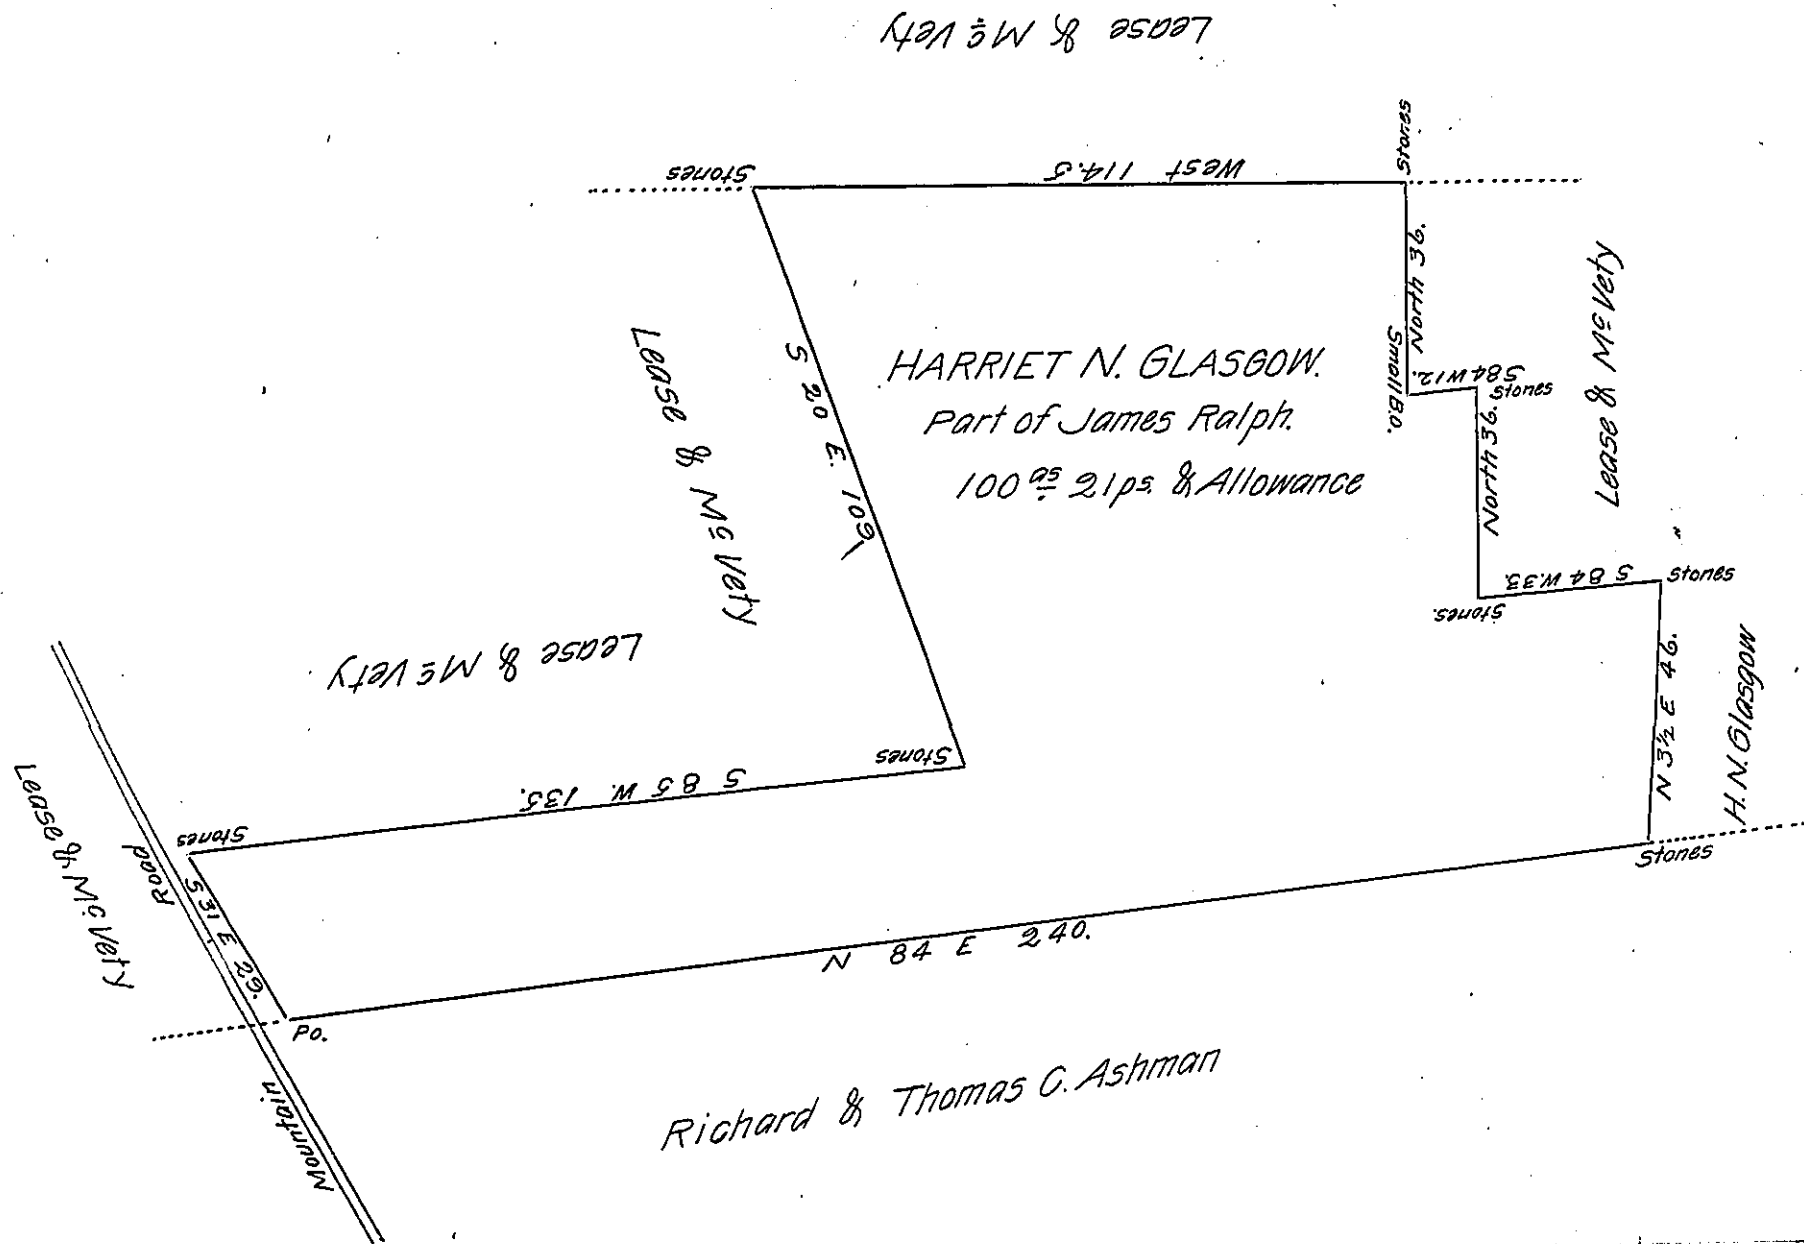 Lease & Mc Vety
Stones
West 114.5
Stones
North 36.
Small BO.
S 84 W 12.
Stones
North 36.
Lease & Mc Vety
S 84 W. 33.
Stones
Stones.
N 3½ E 46.
H. N. Glasgow
Stones
HARRIET N. GLASGOW.
Part of James Ralph.
100 as 21 ps. & Allowance
S 20 E. 109
Lease & Mc Vety
Lease & Mc Vety
Stones
S 85 W. 135.
Stones
S 31 E 29.
Lease & Mc Vety
Mountain Road
Po.
N 84 E 240.
Richard & Thomas C. Ashman